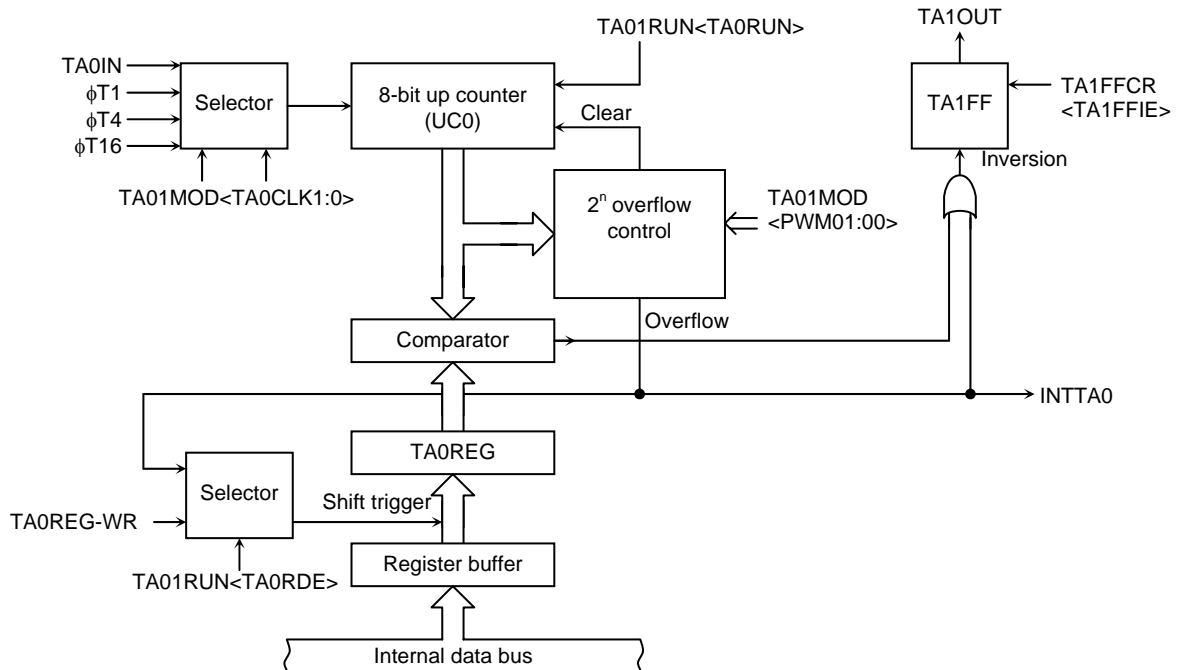 TA01RUN<TA0RUN>
TA1OUT
TA0IN
ϕT1
ϕT4
ϕT16
Selector
8-bit up counter
(UC0)
Clear
TA1FF
TA1FFCR
<TA1FFIE>
Inversion
TA01MOD<TA0CLK1:0>
2ⁿ overflow
control
TA01MOD
<PWM01:00>
Overflow
Comparator
INTTA0
TA0REG
Selector
Shift trigger
TA0REG-WR
Register buffer
TA01RUN<TA0RDE>
Internal data bus